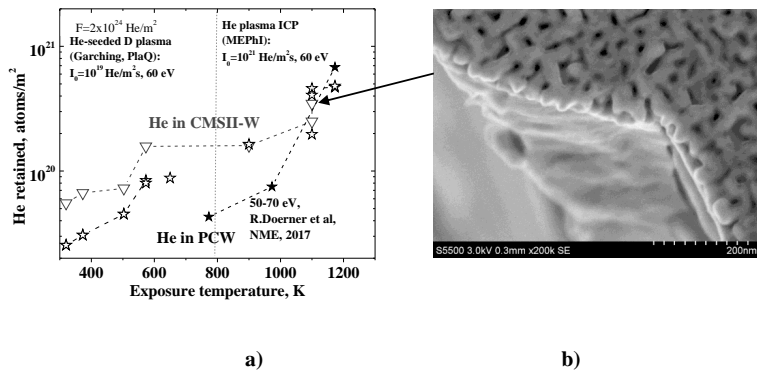 F=2x10²⁴ He/m²
He-seeded D plasma
(Garching, PlaQ):
I₀=10¹⁹He/m²s, 60 eV
He plasma ICP
(MEPhI):
I₀=10²¹ He/m²s, 60 eV
He retained, atoms/m²
10²¹
10²⁰
He in CMSII-W
50-70 eV,
R.Doerner et al,
NME, 2017
He in PCW
400 600 800 1000 1200
Exposure temperature, K
S5500 3.0kV 0.3mm x200k SE 200nm
a) b)